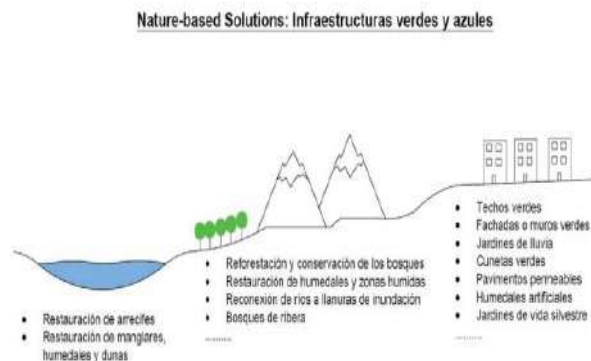 Nature-based Solutions: Infraestructuras verdes y azules
• Restauración de arrecifes
• Restauración de manglares,
humedales y dunas
• Reforestación y conservación de los bosques
• Restauración de humedales y zonas humidas
• Reconexión de ríos a llanuras de inundación
• Bosques de ribera
..........
• Techos verdes
• Fachadas o muros verdes
• Jardines de lluvia
• Cunetas verdes
• Pavimentos permeables
• Humedales artificiales
• Jardines de vida silvestre
..........